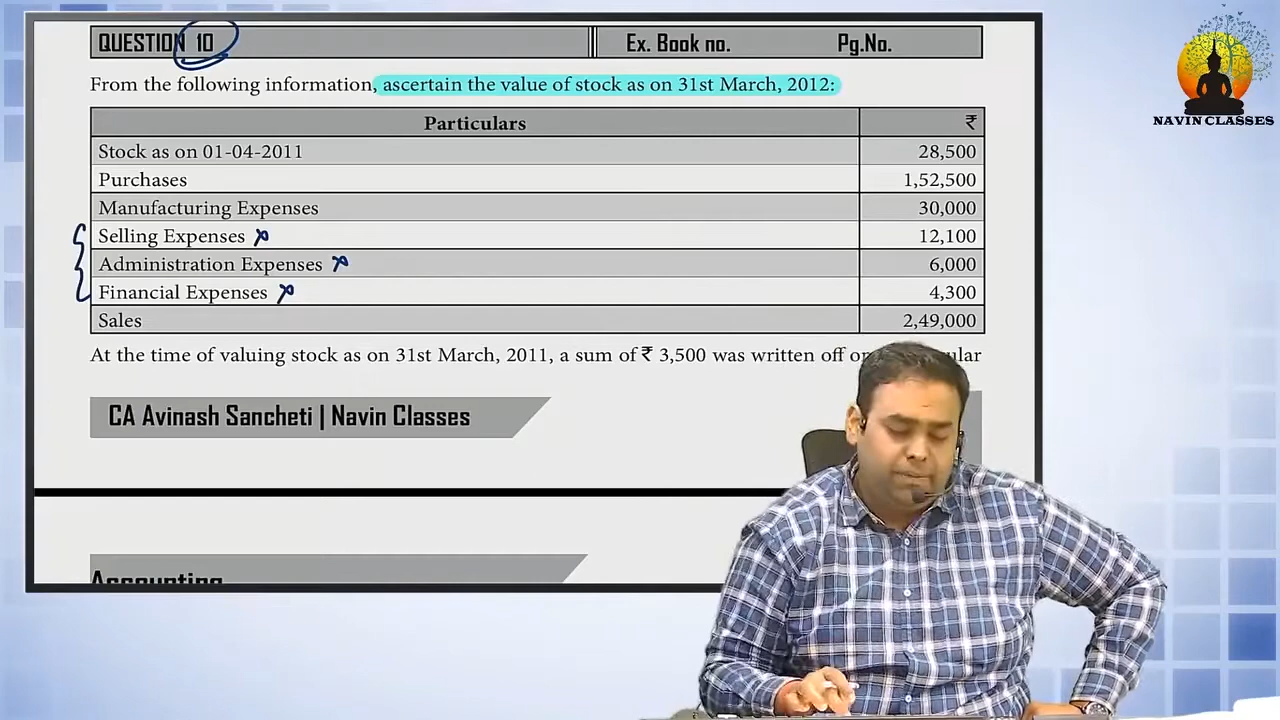 QUESTION 10 Ex. Book no. Pg.No.
From the following information, ascertain the value of stock as on 31st March, 2012:
Particulars ₹
Stock as on 01-04-2011 28,500
Purchases 1,52,500
Manufacturing Expenses 30,000
Selling Expenses 12,100
Administration Expenses 6,000
Financial Expenses 4,300
Sales 2,49,000
At the time of valuing stock as on 31st March, 2011, a sum of ₹ 3,500 was written off
CA Avinash Sancheti | Navin Classes
Accounting
NAVIN CLASSES